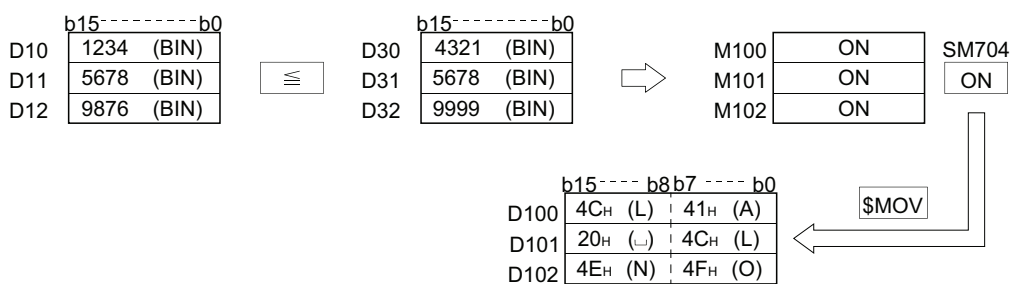 b15 b0 b15 b0
D10 1234 (BIN) D30 4321 (BIN) M100 ON SM704
D11 5678 (BIN) ≦ D31 5678 (BIN) M101 ON ON
D12 9876 (BIN) D32 9999 (BIN) M102 ON
b15 b8 b7 b0
D100 4CH (L) 41H (A) $MOV
D101 20H (␣) 4CH (L)
D102 4EH (N) 4FH (O)